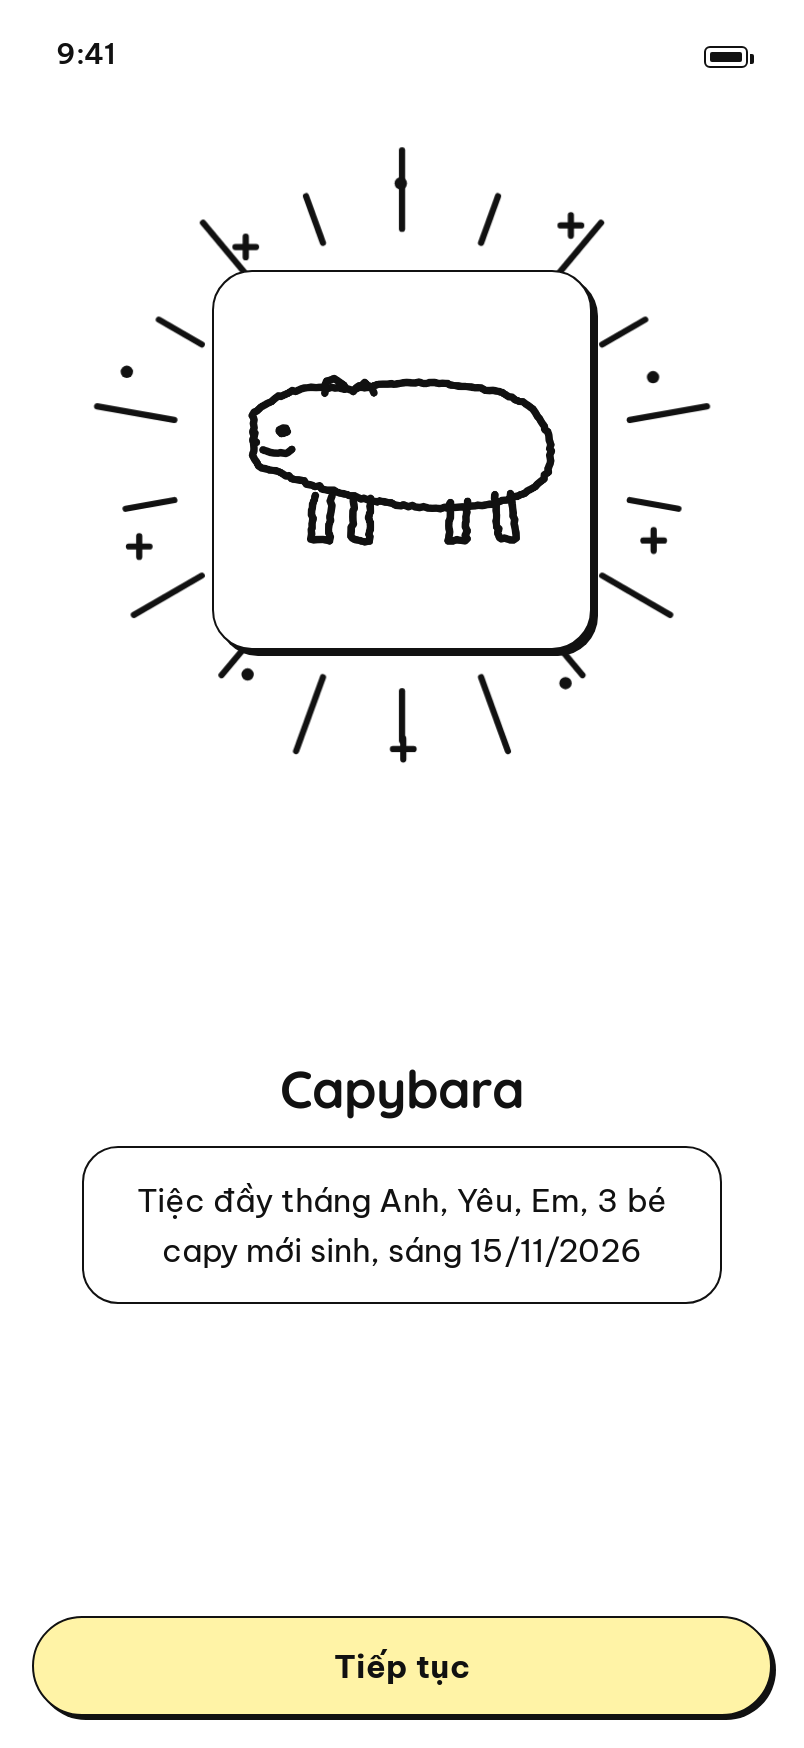 9:41
Capybara
Tiệc đầy tháng Anh, Yêu, Em, 3 bé
capy mới sinh, sáng 15/11/2026
Tiếp tục